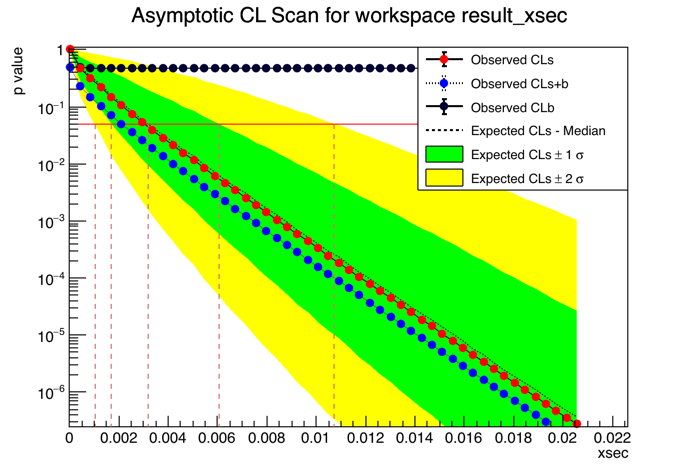 Asymptotic CL Scan for workspace result_xsec
p value
Observed CLs
Observed CLs+b
Observed CLb
Expected CLs - Median
Expected CLs ± 1 σ
Expected CLs ± 2 σ
1
10⁻¹
10⁻²
10⁻³
10⁻⁴
10⁻⁵
10⁻⁶
0 0.002 0.004 0.006 0.008 0.01 0.012 0.014 0.016 0.018 0.02 0.022
xsec